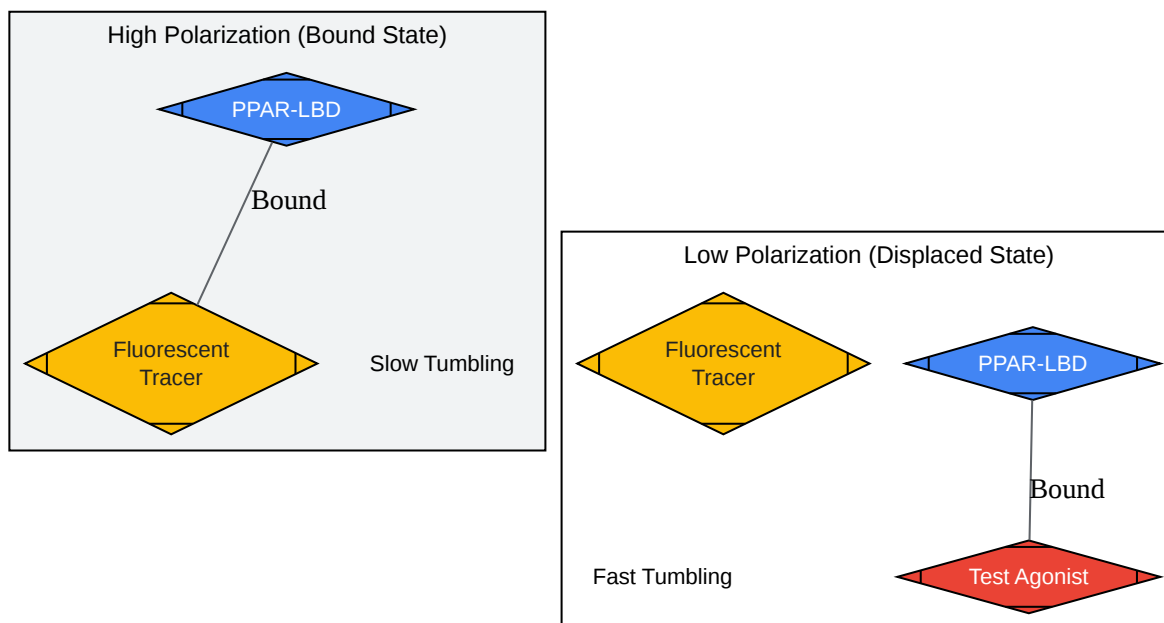 High Polarization (Bound State)
PPAR-LBD
Bound
Fluorescent
Tracer
Slow Tumbling
Low Polarization (Displaced State)
Fluorescent
Tracer
PPAR-LBD
Bound
Fast Tumbling
Test Agonist